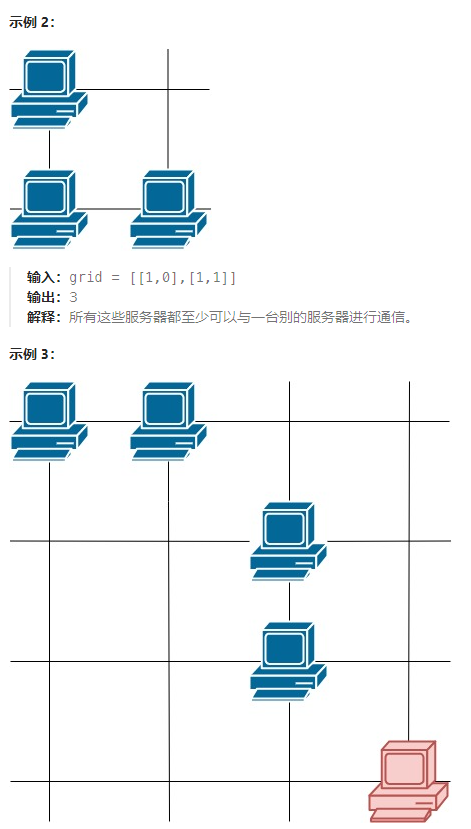 示例 2：
输入：grid = [[1,0],[1,1]]
输出：3
解释：所有这些服务器都至少可以与一台别的服务器进行通信。
示例 3：